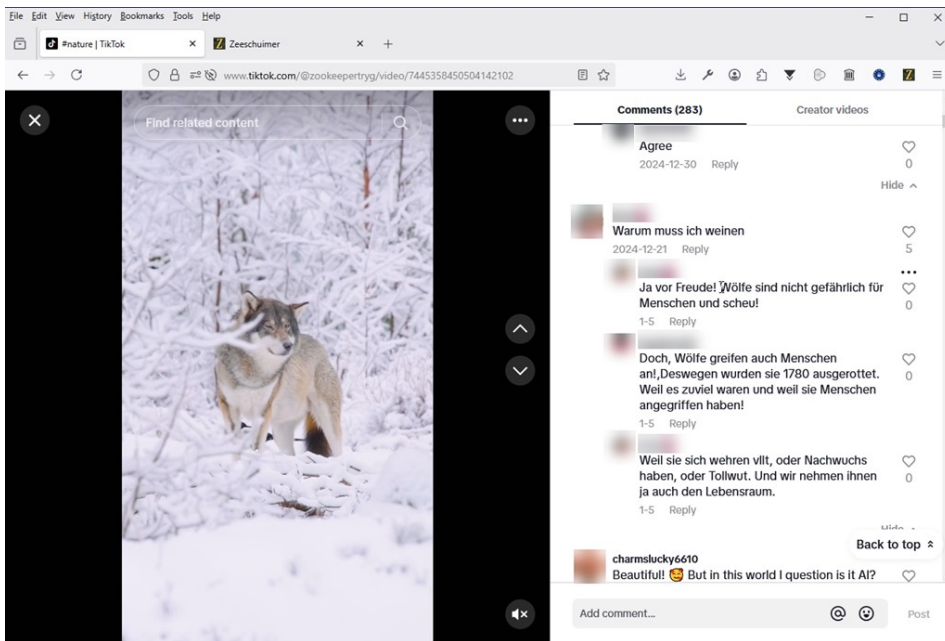 File Edit View History Bookmarks Tools Help
#nature | TikTok
Zeeschuimer
www.tiktok.com/@zookeepertryg/video/7445358450504142102
Find related content
Comments (283)
Creator videos
Agree
0
2024-12-30 Reply
Hide
Warum muss ich weinen
2024-12-21 Reply
5
Ja vor Freude! Wölfe sind nicht gefährlich für
Menschen und scheu!
0
1-5 Reply
Doch, Wölfe greifen auch Menschen
an!,Deswegen wurden sie 1780 ausgerottet.
0
Weil es zuviel waren und weil sie Menschen
angegriffen haben!
1-5 Reply
Weil sie sich wehren vllt, oder Nachwuchs
haben, oder Tollwut. Und wir nehmen ihnen
0
ja auch den Lebensraum.
1-5 Reply
Hide
Back to top
charmslucky6610
Beautiful! 🥰 But in this world I question is it AI?
Add comment...
Post